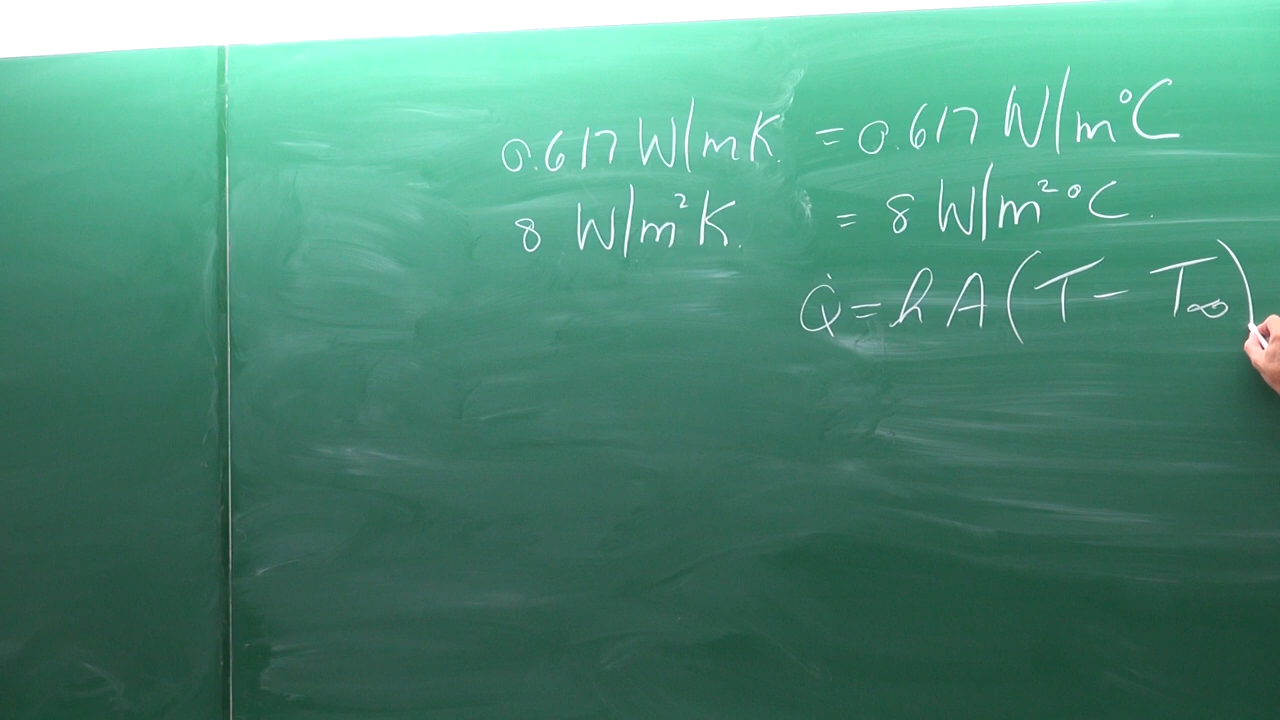 0.617 W/mK = 0.617 W/m°C
8 W/m²K. = 8 W/m²°C.
Q̇ = hA(T - T∞)